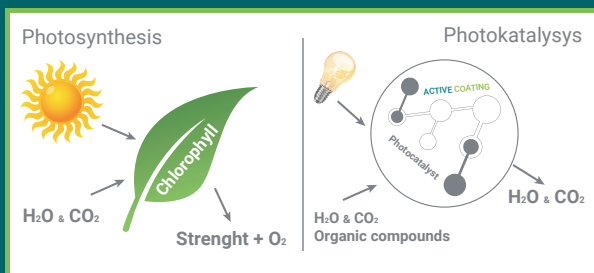 Photosynthesis
Chlorophyll
H₂O & CO₂
Strenght + O₂
Photokatalysys
ACTIVE COATING
Photocatalyst
H₂O & CO₂
Organic compounds
H₂O & CO₂